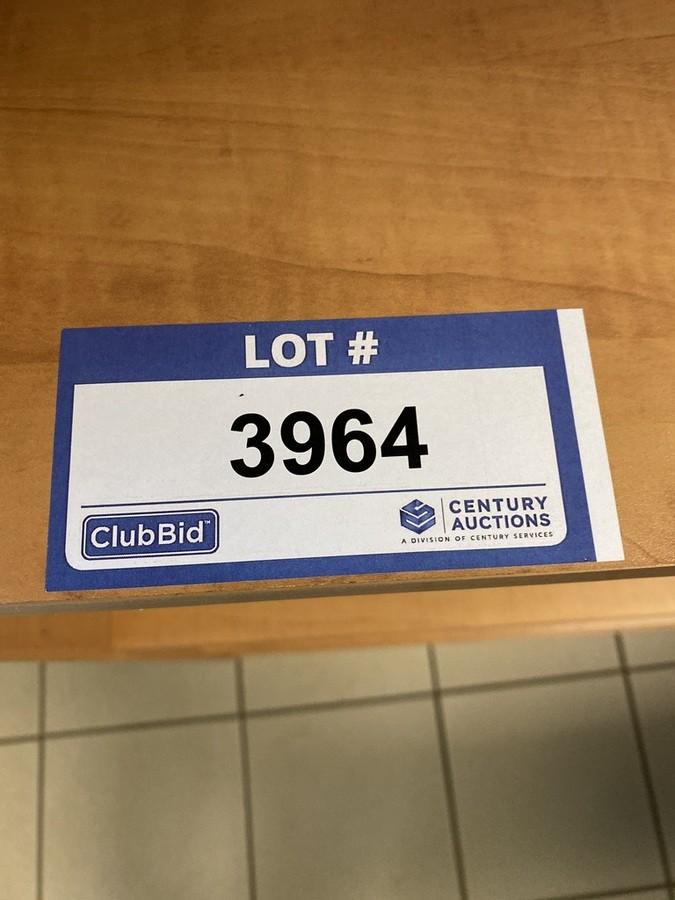 LOT #
3964
ClubBid™
CENTURY
AUCTIONS
A DIVISION OF CENTURY SERVICES